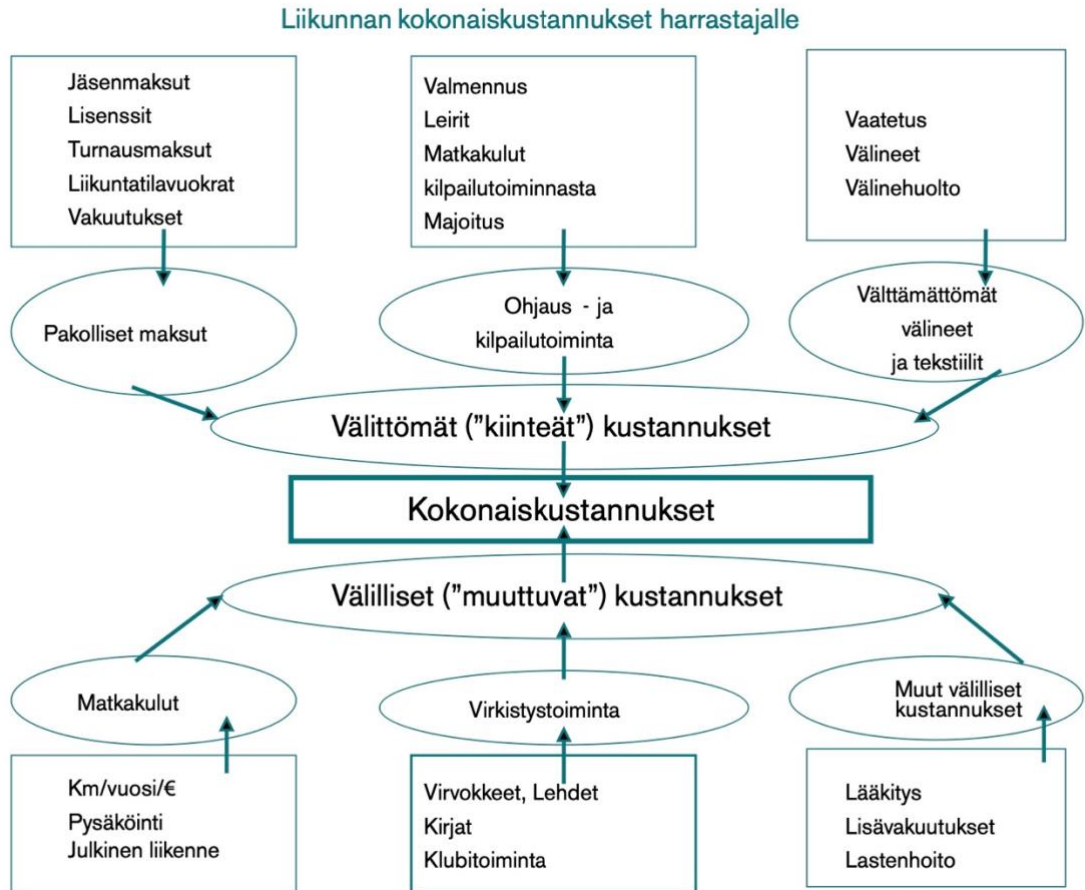 Liikunnan kokonaiskustannukset harrastajalle
Jäsenmaksut
Lisenssit
Turnausmaksut
Liikuntatilavuokrat
Vakuutukset
Valmennus
Leirit
Matkakulut
kilpailutoiminnasta
Majoitus
Vaatetus
Välineet
Välinehuolto
Pakolliset maksut
Ohjaus - ja
kilpailutoiminta
Välttämättömät
välineet
ja tekstiilit
Välittömät ("kiinteät") kustannukset
Kokonaiskustannukset
Välilliset ("muuttuvat") kustannukset
Matkakulut
Virkistystoiminta
Muut välilliset
kustannukset
Km/vuosi/€
Pysäköinti
Julkinen liikenne
Virvokkeet, Lehdet
Kirjat
Klubitoiminta
Lääkitys
Lisävakuutukset
Lastenhoito